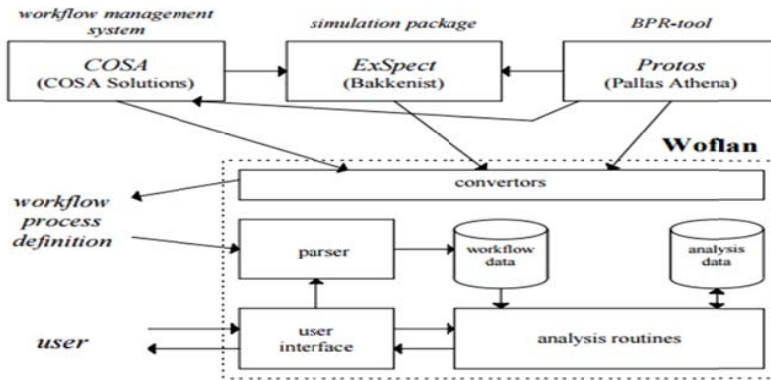 workflow management
system
simulation package
BPR-tool
COSA
(COSA Solutions)
ExSpect
(Bakkenist)
Protos
(Pallas Athena)
Woflan
convertors
workflow
process
definition
parser
workflow
data
analysis
data
user
user
interface
analysis routines